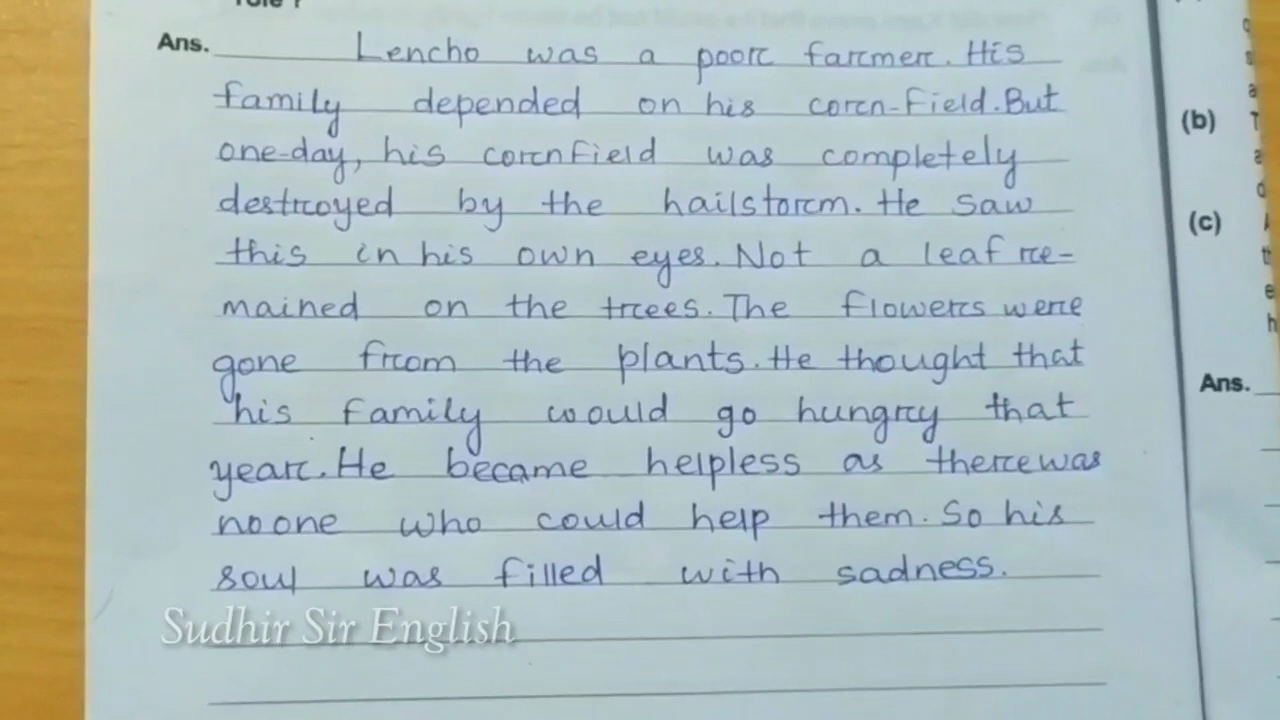 Ans. Lencho was a poor farmer. His
family depended on his corn-field. But
one-day, his cornfield was completely
destroyed by the hailstorm. He saw
this in his own eyes. Not a leaf re-
mained on the trees. The flowers were
gone from the plants. He thought that
his family would go hungry that
year. He became helpless as there was
no one who could help them. So his
soul was filled with sadness.
Sudhir Sir English
(b)
(c)
Ans.